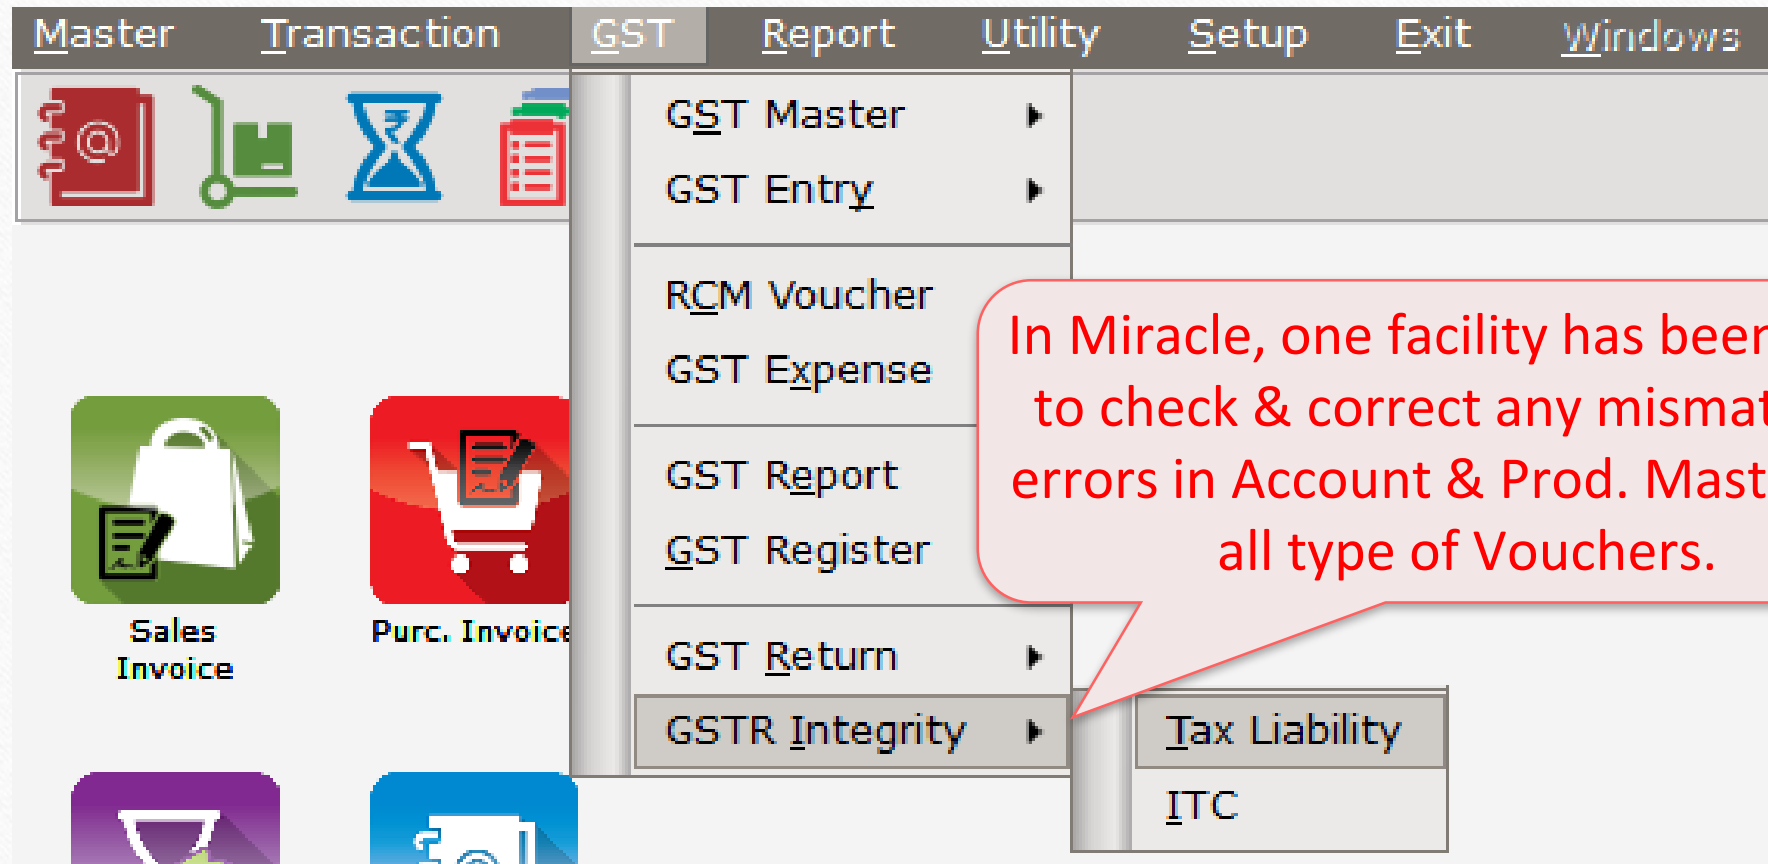 Master Transaction GST Report Utility Setup Exit Windows
GST Master
GST Entry
RCM Voucher
GST Expense
GST Report
GST Register
GST Return
GSTR Integrity
Tax Liability
ITC
In Miracle, one facility has been
to check & correct any mismat
errors in Account & Prod. Mast
all type of Vouchers.
Sales
Invoice
Purc. Invoice